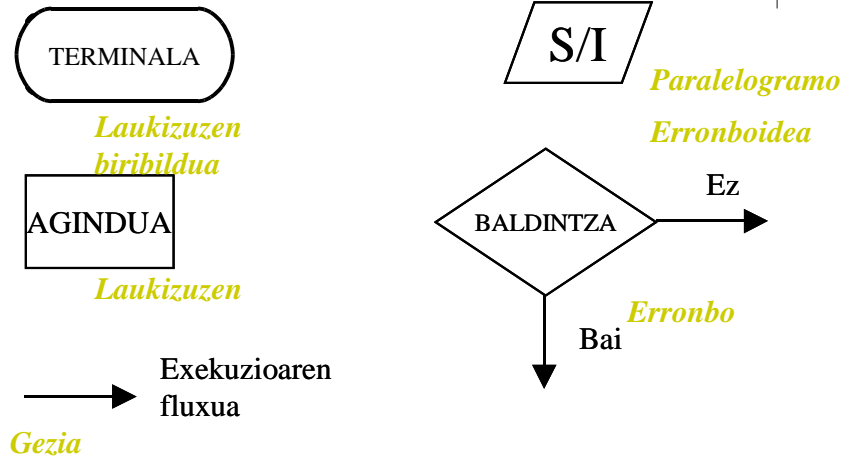 TERMINALA
Laukizuzen
biribildua
AGINDUA
Laukizuzen
Exekuzioaren
fluxua
Gezia
S/I
Paralelogramo
Erronboidea
Ez
BALDINTZA
Erronbo
Bai